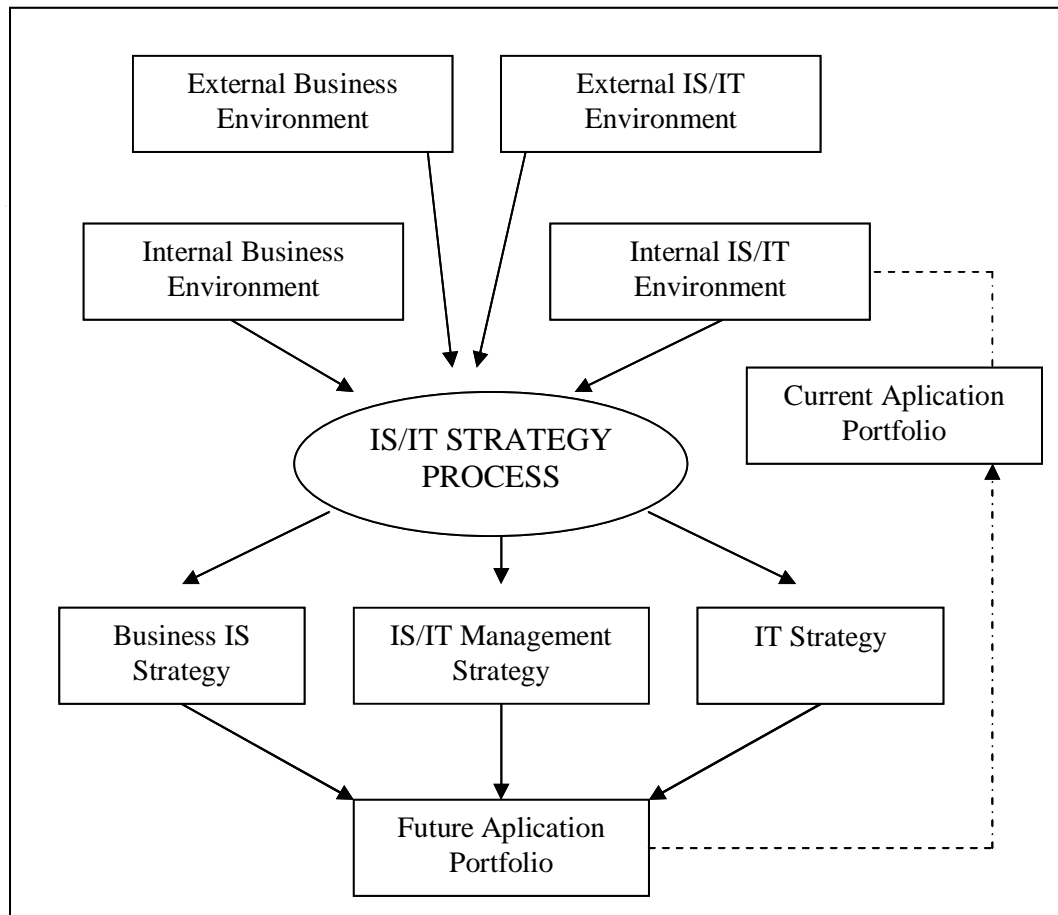 External Business
Environment
External IS/IT
Environment
Internal Business
Environment
Internal IS/IT
Environment
Current Aplication
Portfolio
IS/IT STRATEGY
PROCESS
Business IS
Strategy
IS/IT Management
Strategy
IT Strategy
Future Aplication
Portfolio